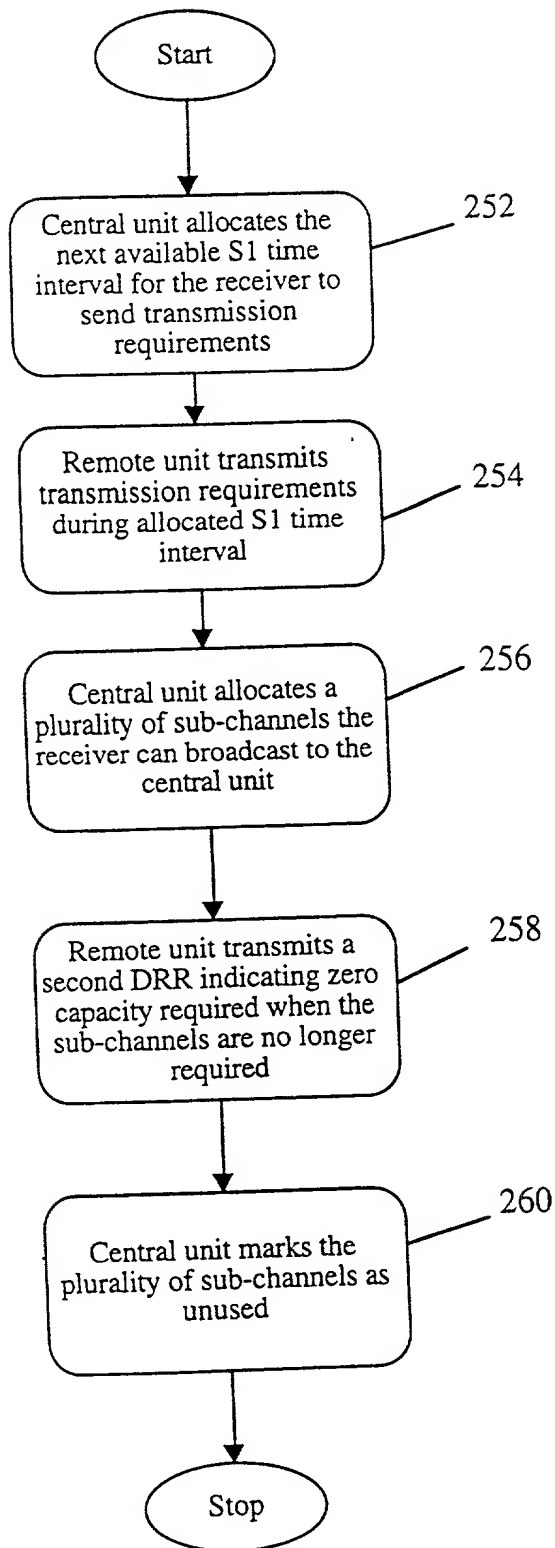 Start
252
Central unit allocates the
next available S1 time
interval for the receiver to
send transmission
requirements
Remote unit transmits
transmission requirements
during allocated S1 time
interval
254
256
Central unit allocates a
plurality of sub-channels the
receiver can broadcast to the
central unit
258
Remote unit transmits a
second DRR indicating zero
capacity required when the
sub-channels are no longer
required
260
Central unit marks the
plurality of sub-channels as
unused
Stop